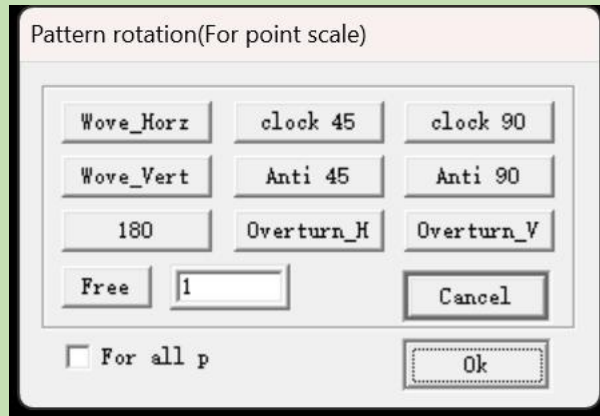 Pattern rotation(For point scale)
Wove_Horz clock 45 clock 90
Wove_Vert Anti 45 Anti 90
180 Overturn_H Overturn_V
Free 1 Cancel
For all p Ok